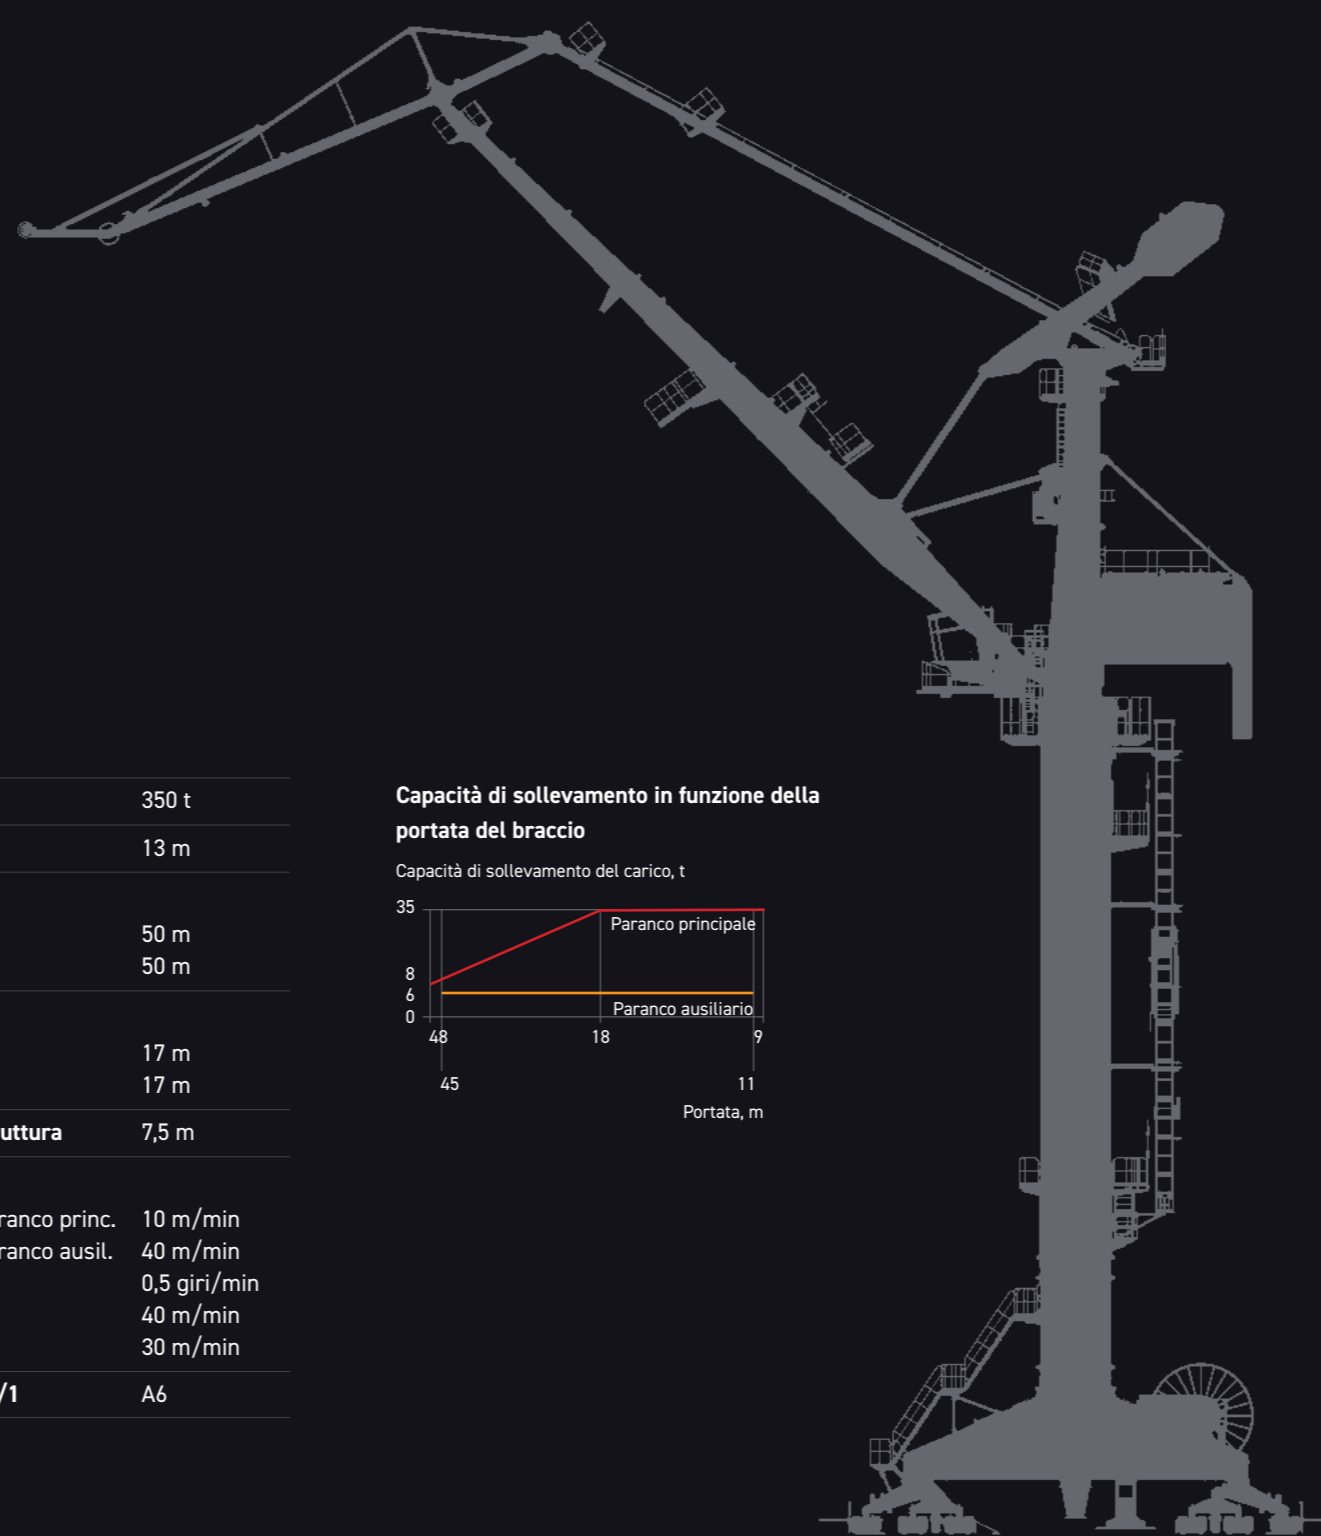 350 t
13 m
50 m
50 m
17 m
17 m
uttura 7,5 m
ranco princ. 10 m/min
ranco ausil. 40 m/min
0,5 giri/min
40 m/min
30 m/min
/1 A6
Capacità di sollevamento in funzione della
portata del braccio
Capacità di sollevamento del carico, t
35
Paranco principale
8
6
Paranco ausiliario
0
48 18 9
45 11
Portata, m